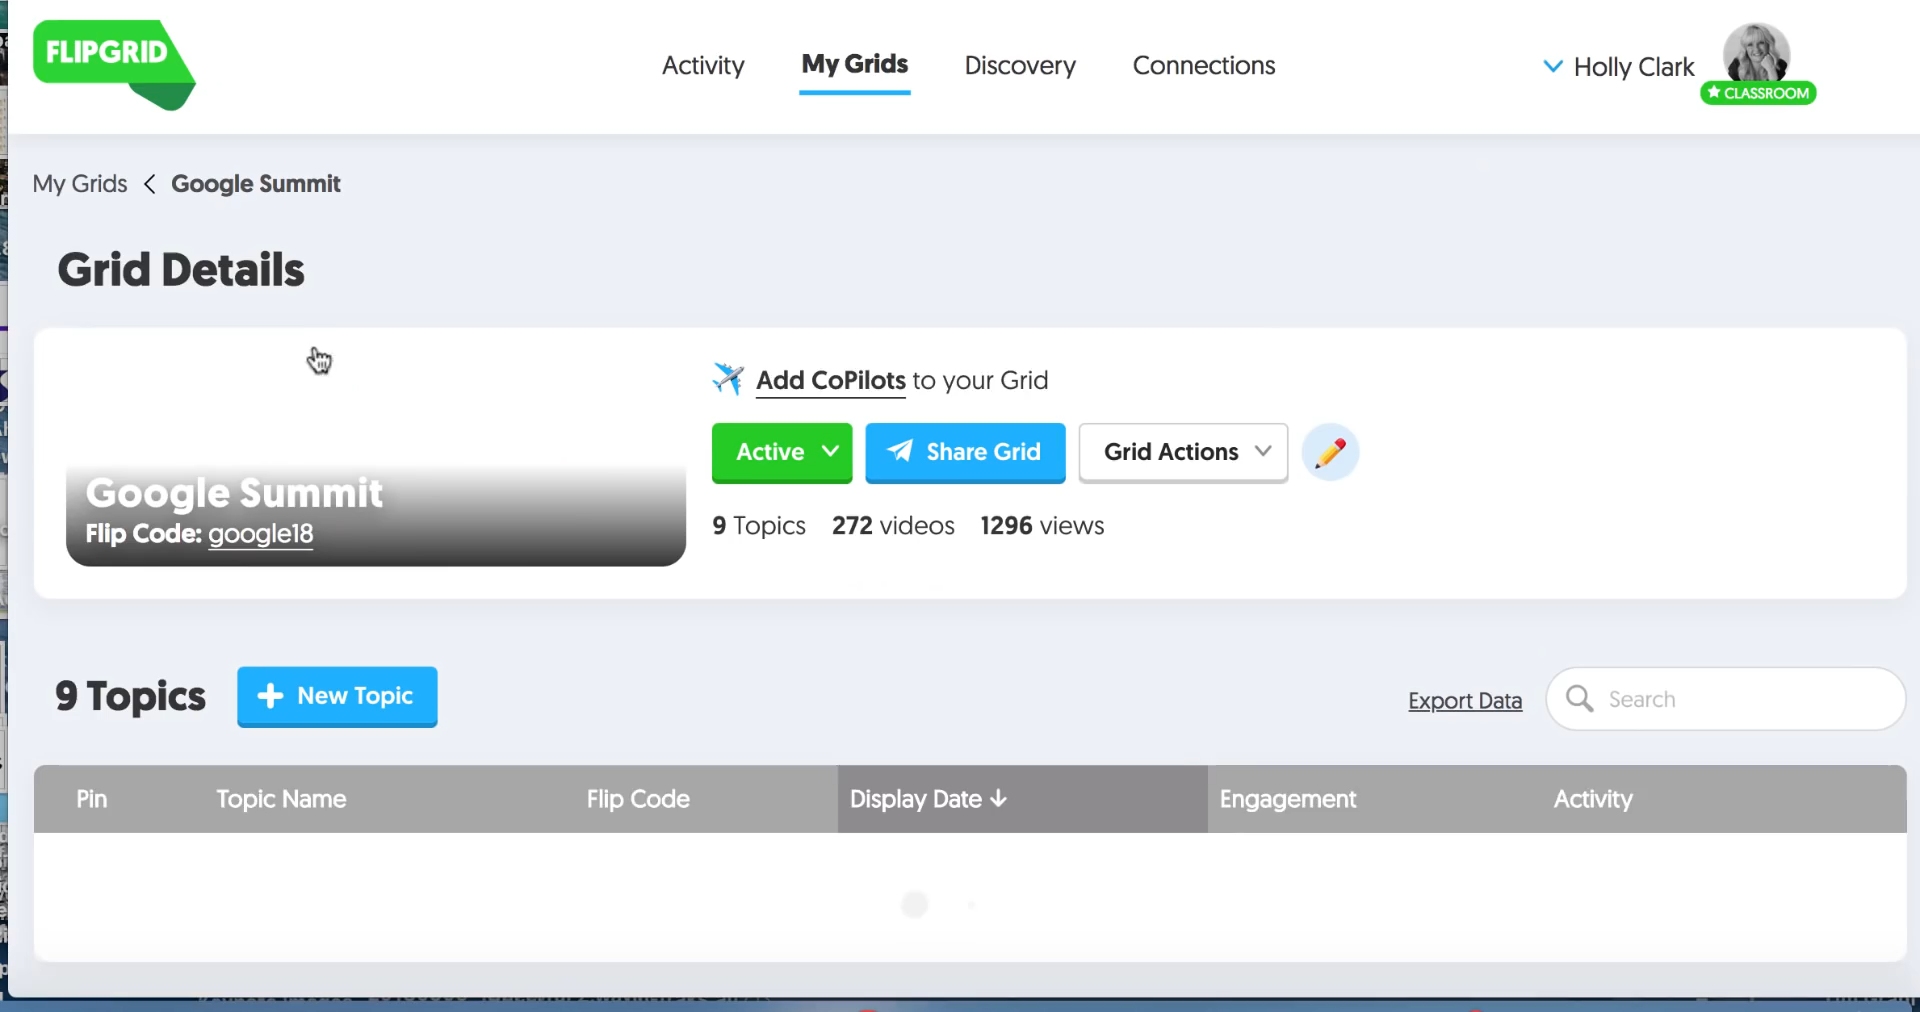 FLIPGRID
Activity My Grids Discovery Connections
Holly Clark
★ CLASSROOM
My Grids < Google Summit
Grid Details
Add CoPilots to your Grid
Active Share Grid Grid Actions
Google Summit
Flip Code: google18
9 Topics 272 videos 1296 views
9 Topics + New Topic Export Data Search
Pin Topic Name Flip Code Display Date ↓ Engagement Activity